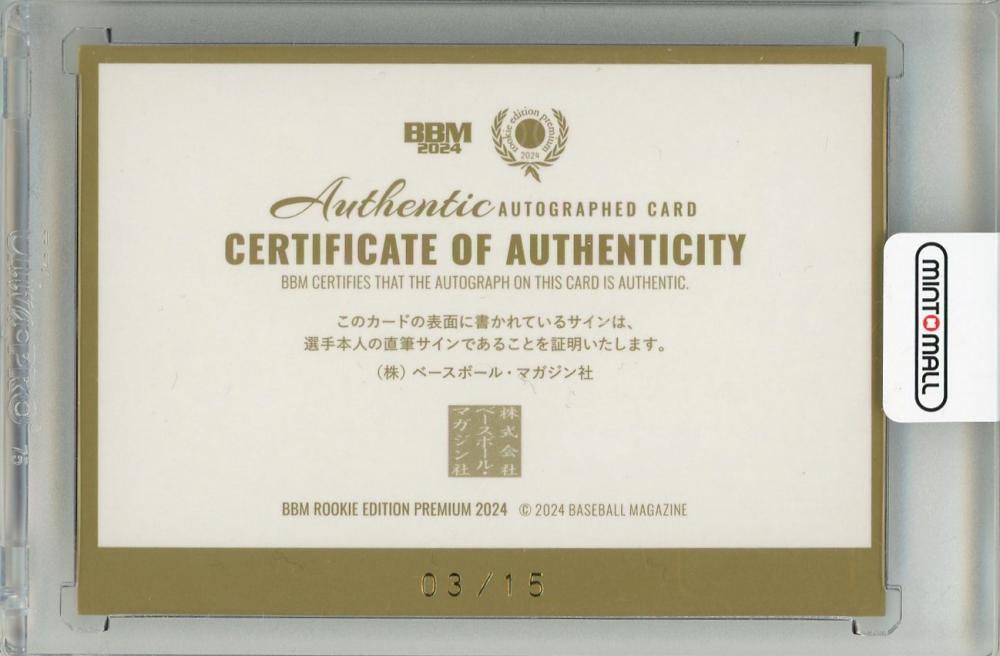 BBM
2024
rookie edition premium
2024
Authentic AUTOGRAPHED CARD
CERTIFICATE OF AUTHENTICITY
BBM CERTIFIES THAT THE AUTOGRAPH ON THIS CARD IS AUTHENTIC.
このカードの表面に書かれているサインは、
選手本人の直筆サインであることを証明いたします。
(株) ベースボール・マガジン社
株式会社
ベースボール・
マガジン社
BBM ROOKIE EDITION PREMIUM 2024 © 2024 BASEBALL MAGAZINE
03/15
MINT MALL